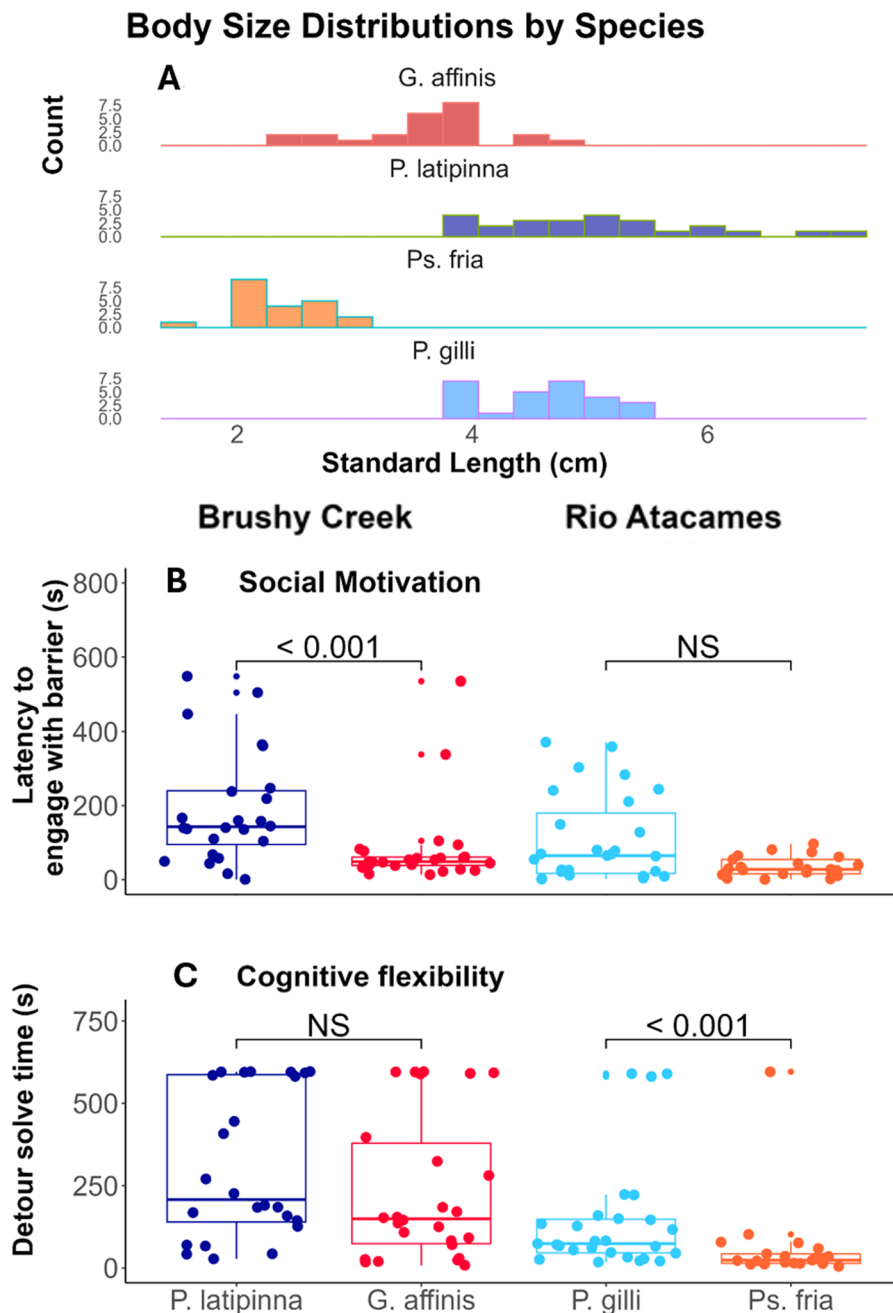 Body Size Distributions by Species
A
G. affinis
Count
7.5
5.0
2.5
0.0
P. latipinna
7.5
5.0
2.5
0.0
Ps. fria
7.5
5.0
2.5
0.0
P. gilli
7.5
5.0
2.5
0.0
2 4 6
Standard Length (cm)
Brushy Creek Rio Atacames
B Social Motivation
Latency to
engage with barrier (s)
800
600
400
200
0
< 0.001 NS
C Cognitive flexibility
Detour solve time (s)
750
500
250
0
NS < 0.001
P. latipinna G. affinis P. gilli Ps. fria